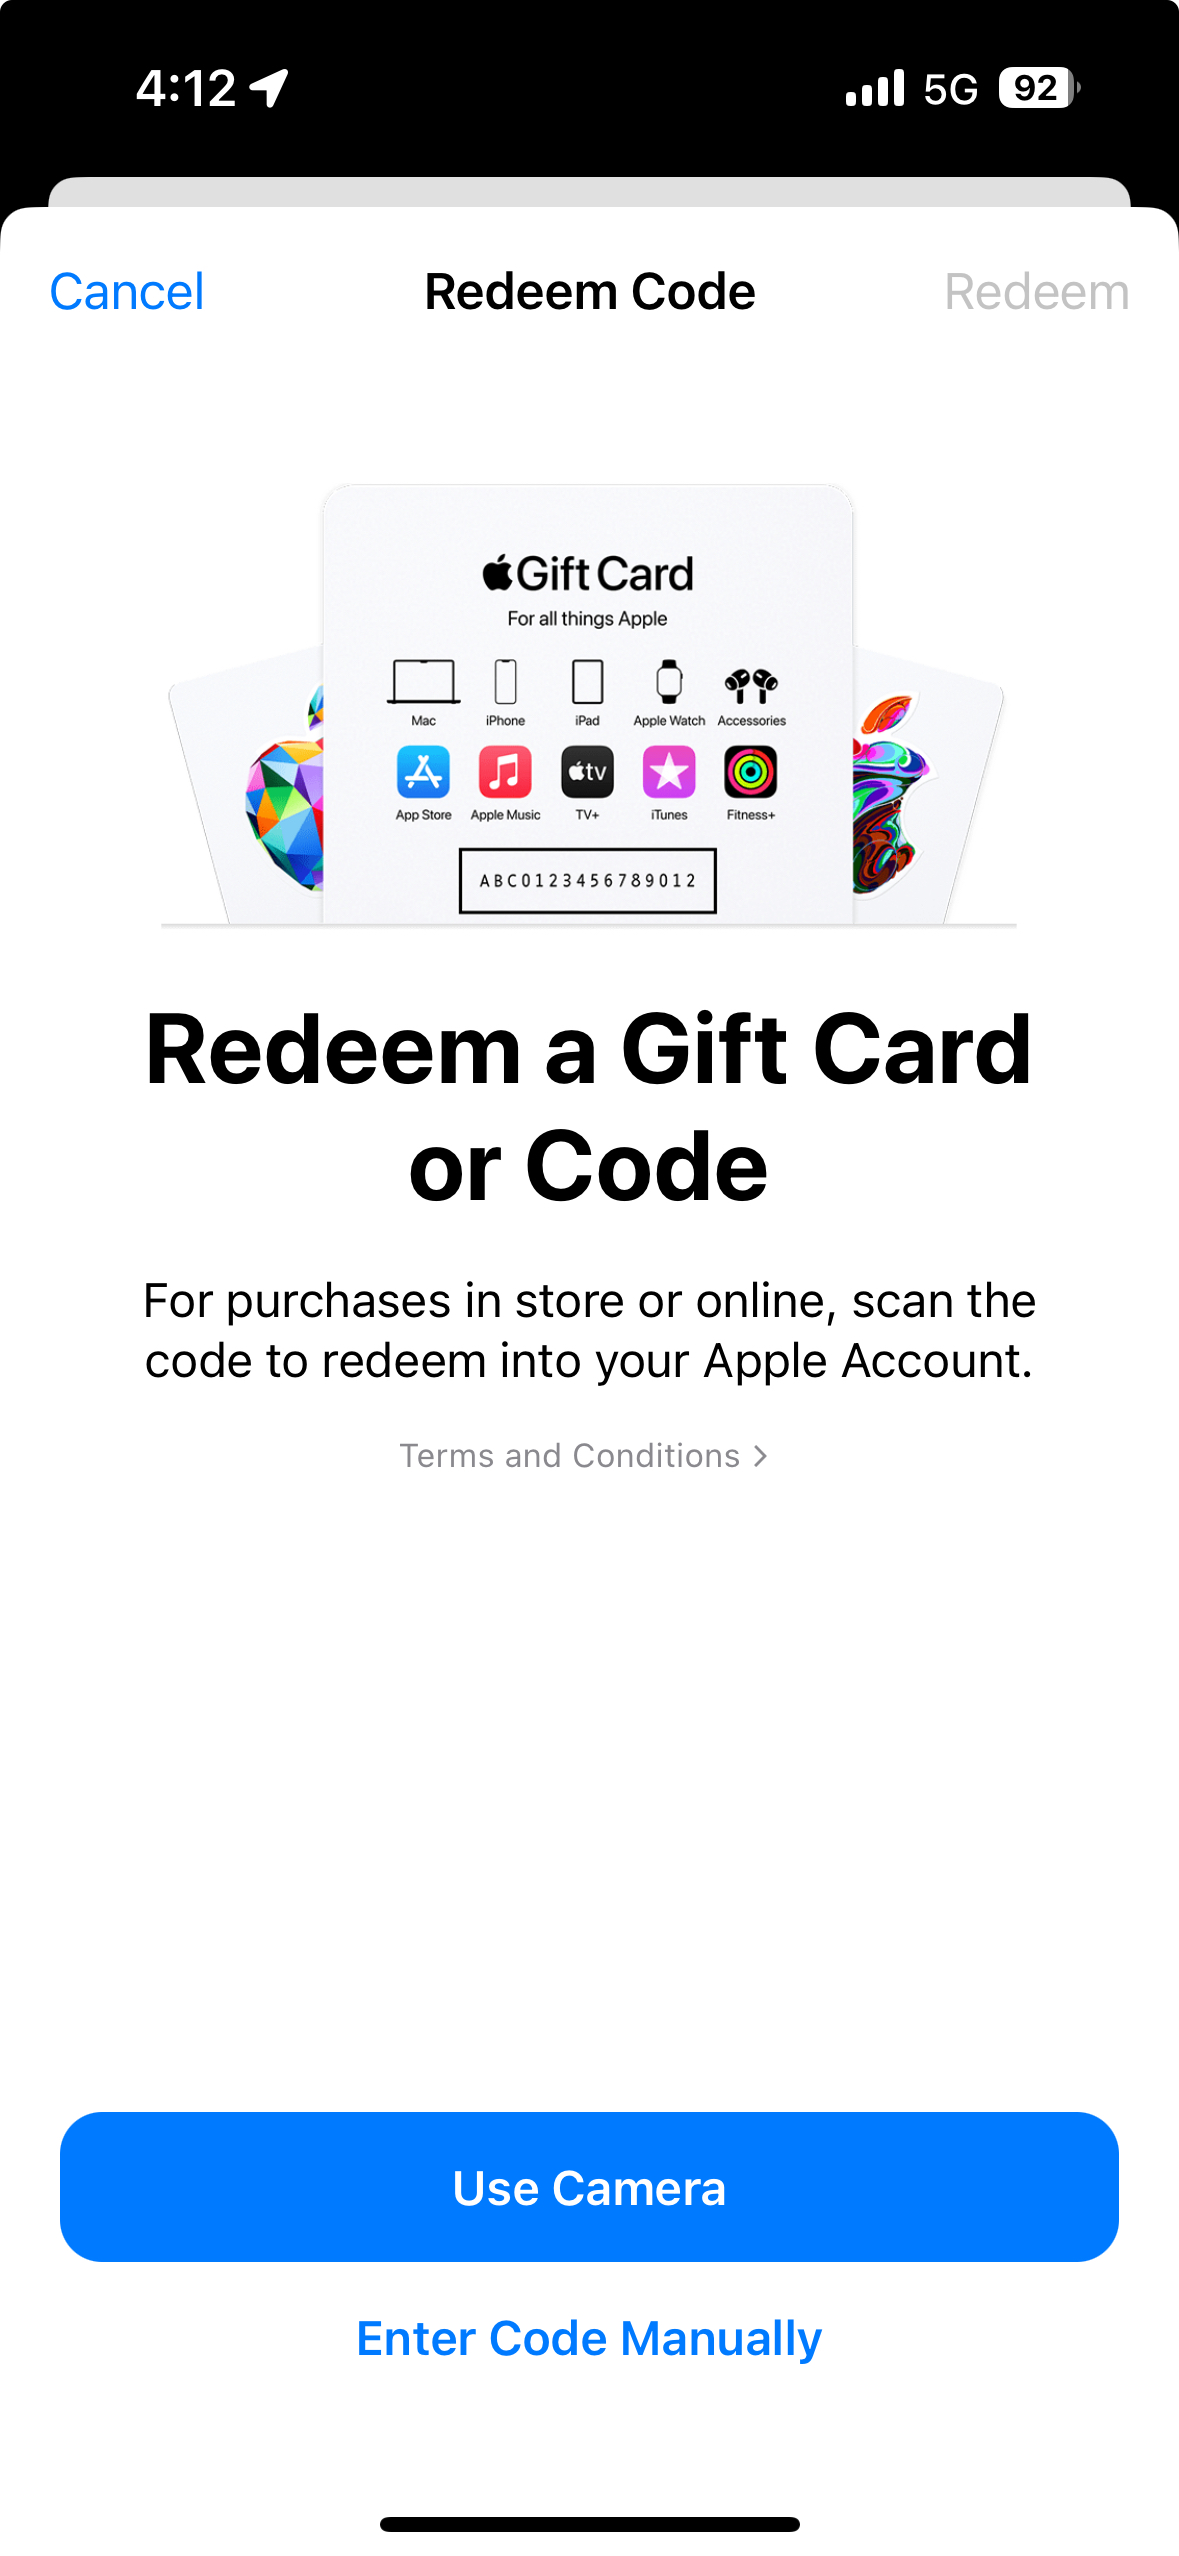 4:12
5G
92
Cancel
Redeem Code
Redeem
Gift Card
For all things Apple
Mac iPhone iPad Apple Watch Accessories
tv
App Store Apple Music TV+ iTunes Fitness+
ABC0123456789012
Redeem a Gift Card
or Code
For purchases in store or online, scan the
code to redeem into your Apple Account.
Terms and Conditions
Use Camera
Enter Code Manually